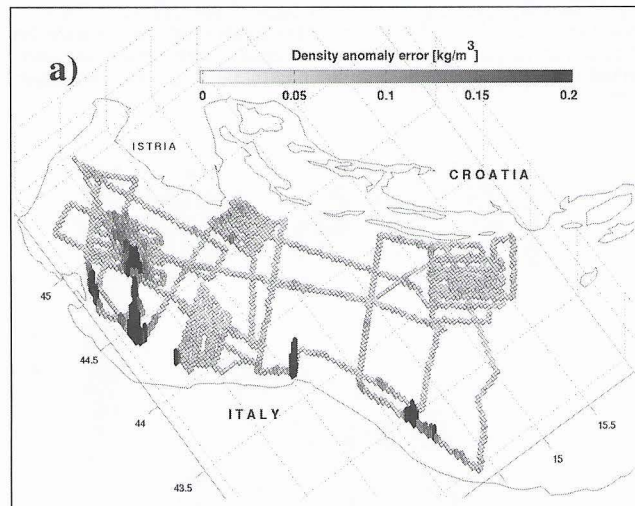 a)
Density anomaly error [kg/m³]
0 0.05 0.1 0.15 0.2
ISTRIA
CROATIA
45
44.5
44
43.5
ITALY
15.5
15